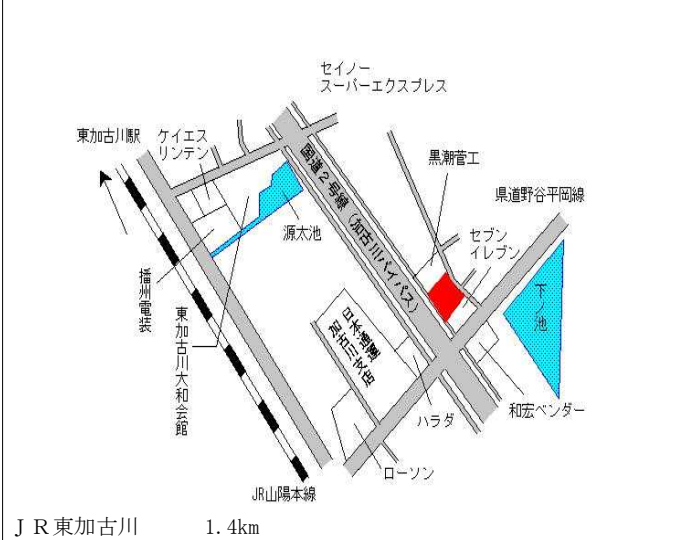 セイノー
スーパーエクスプレス
東加古川駅
ケイエス
リンテン
国道２号線（加古川バイパス）
黒潮菅工
県道野谷平岡線
セブン
イレブン
源太池
下ノ池
播州電装
東加古川大和会館
日本通運
加古川支店
ハラダ
和宏ベンダー
ローソン
JR山陽本線
ＪＲ東加古川　　　1.4km